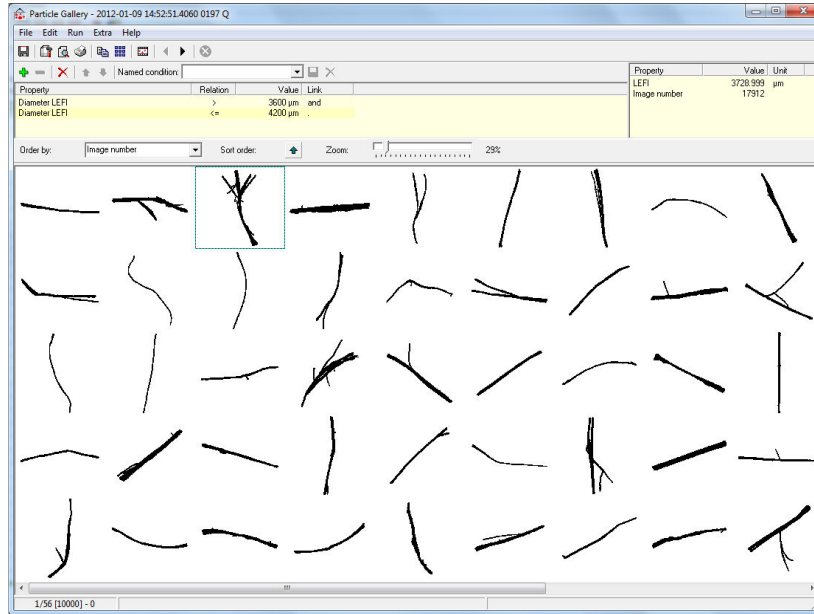 Particle Gallery - 2012-01-09 14:52:51.4060 0197 Q
File Edit Run Extra Help
Named condition:
Property Relation Value Link
Diameter LEFI > 3600 µm and
Diameter LEFI <= 4200 µm .
Property Value Unit
LEFI 3728.999 µm
Image number 17912
Order by: Image number Sort order: Zoom: 29%
1/56 [10000] - 0